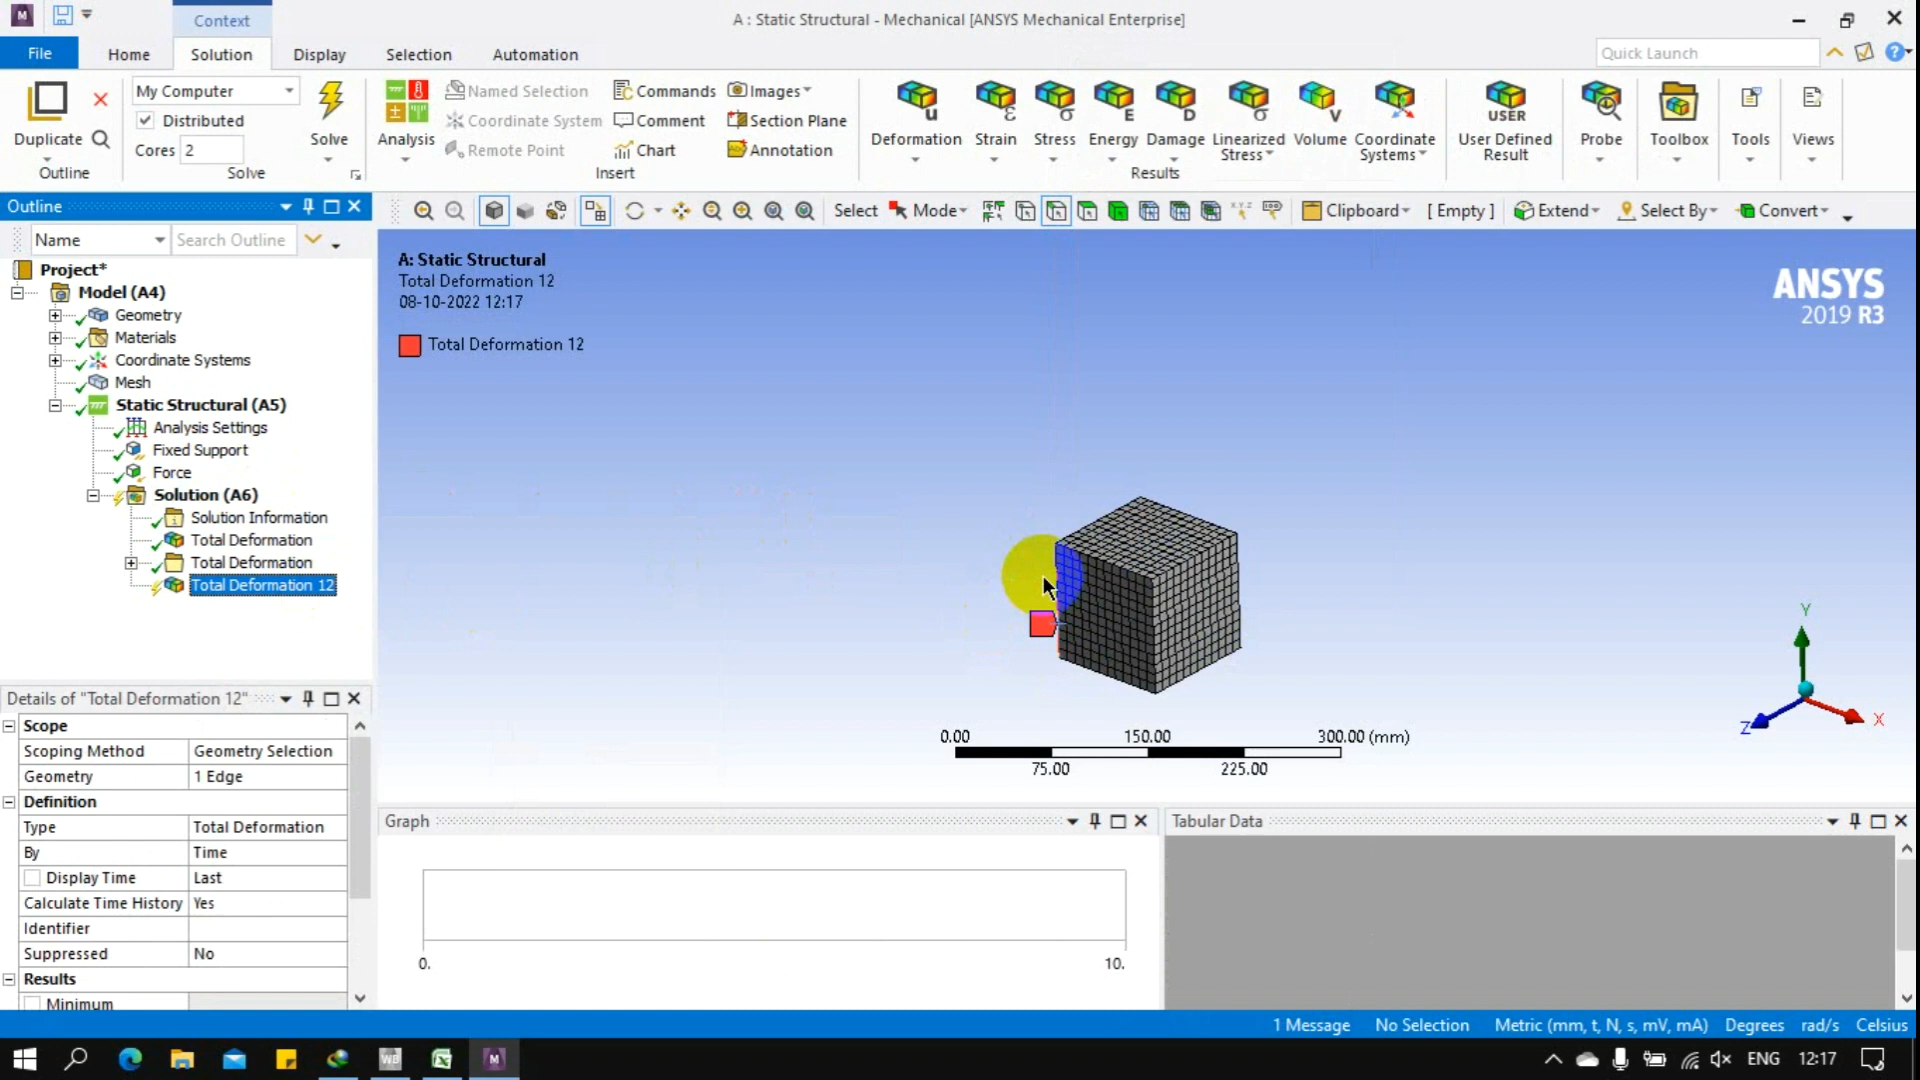 Context
A : Static Structural - Mechanical [ANSYS Mechanical Enterprise]
File Home Solution Display Selection Automation
Quick Launch
Duplicate
Outline
My Computer
Distributed
Cores 2
Solve
Solve
Analysis
Named Selection
Coordinate System
Remote Point
Commands
Comment
Chart
Images
Section Plane
Annotation
Insert
Deformation
Strain
Stress
Energy
Damage
Linearized
Stress
Volume
Coordinate
Systems
Results
USER
User Defined
Result
Probe
Toolbox
Tools
Views
Outline
Select Mode Clipboard [ Empty ] Extend Select By Convert
Name Search Outline
Project*
Model (A4)
Geometry
Materials
Coordinate Systems
Mesh
Static Structural (A5)
Analysis Settings
Fixed Support
Force
Solution (A6)
Solution Information
Total Deformation
Total Deformation
Total Deformation 12
A: Static Structural
Total Deformation 12
08-10-2022 12:17
Total Deformation 12
ANSYS
2019 R3
Y
X
Z
0.00 150.00 300.00 (mm)
75.00 225.00
Details of "Total Deformation 12"
Scope
Scoping Method Geometry Selection
Geometry 1 Edge
Definition
Type Total Deformation
By Time
Display Time Last
Calculate Time History Yes
Identifier
Suppressed No
Results
Minimum
Graph
0. 10.
Tabular Data
1 Message No Selection Metric (mm, t, N, s, mV, mA) Degrees rad/s Celsius
ENG 12:17